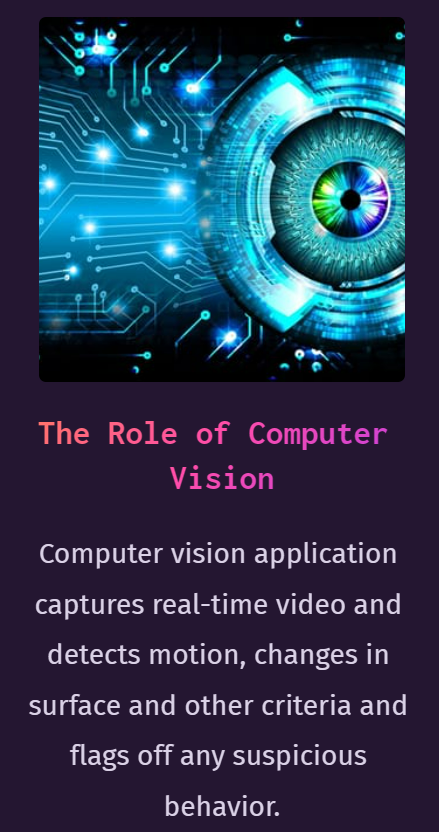 The Role of Computer
Vision
Computer vision application
captures real-time video and
detects motion, changes in
surface and other criteria and
flags off any suspicious
behavior.